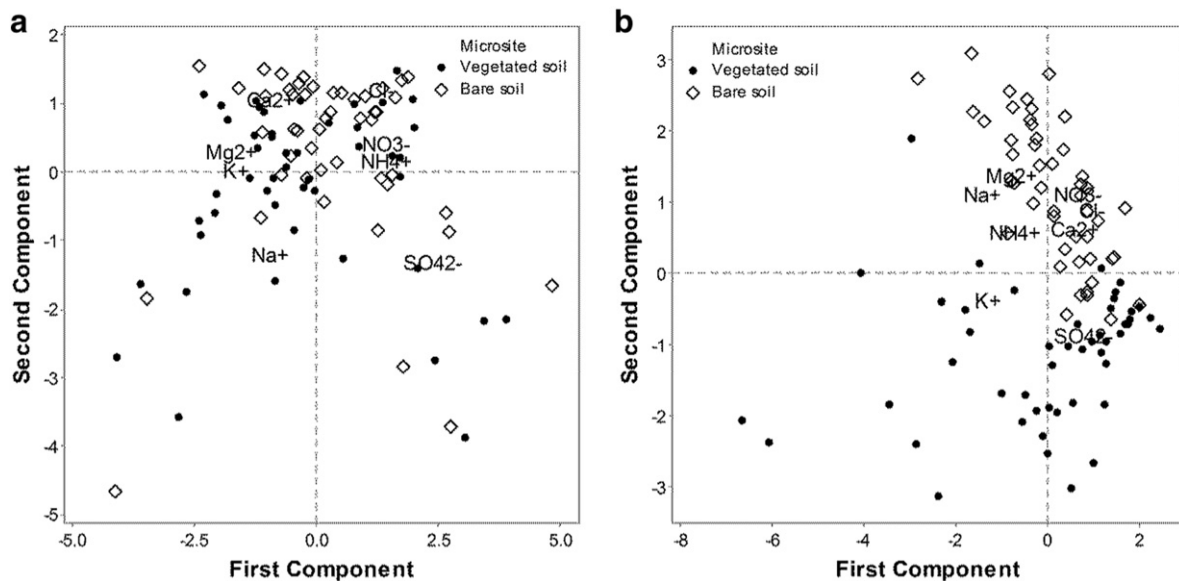 a
Microsite
Vegetated soil
Bare soil
2
1
0
-1
-2
-3
-4
-5
Second Component
Ca2+
Cl-
NO3-
NH4+
Mg2+
K+
Na+
SO42-
-5.0
-2.5
0.0
2.5
5.0
First Component
b
Microsite
Vegetated soil
Bare soil
3
2
1
0
-1
-2
-3
Second Component
Mg2+
Na+
NO3-
Cl-
Ca2+
NH4+
K+
SO42-
-8
-6
-4
-2
0
2
First Component